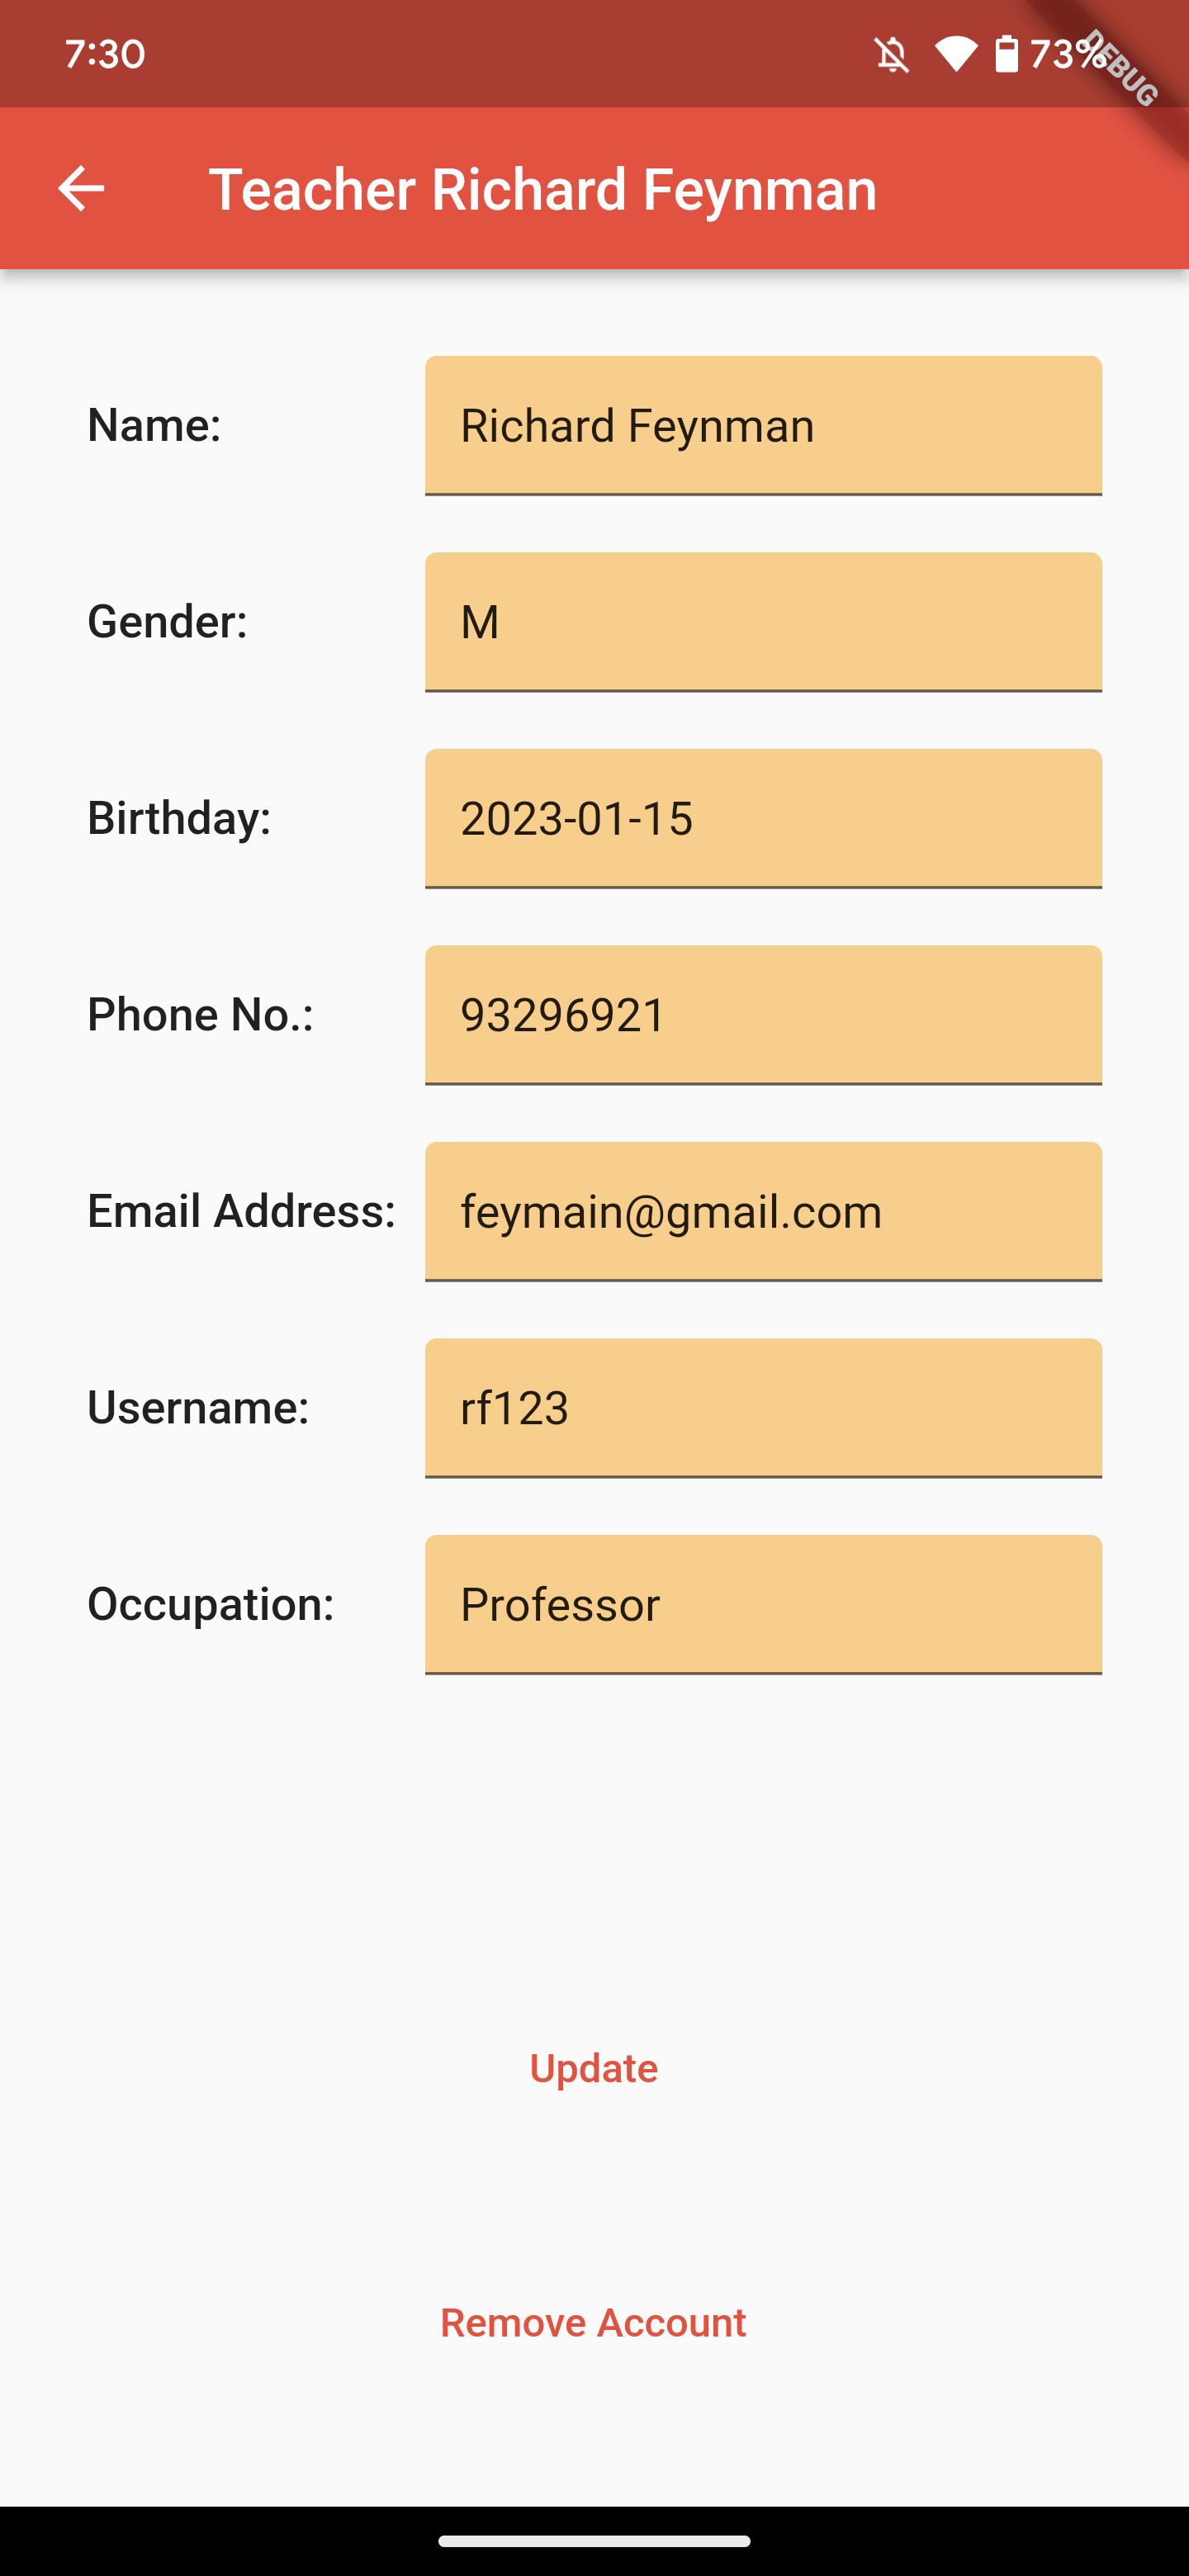 7:30
73%
DEBUG
Teacher Richard Feynman
Name: Richard Feynman
Gender: M
Birthday: 2023-01-15
Phone No.: 93296921
Email Address: feymain@gmail.com
Username: rf123
Occupation: Professor
Update
Remove Account